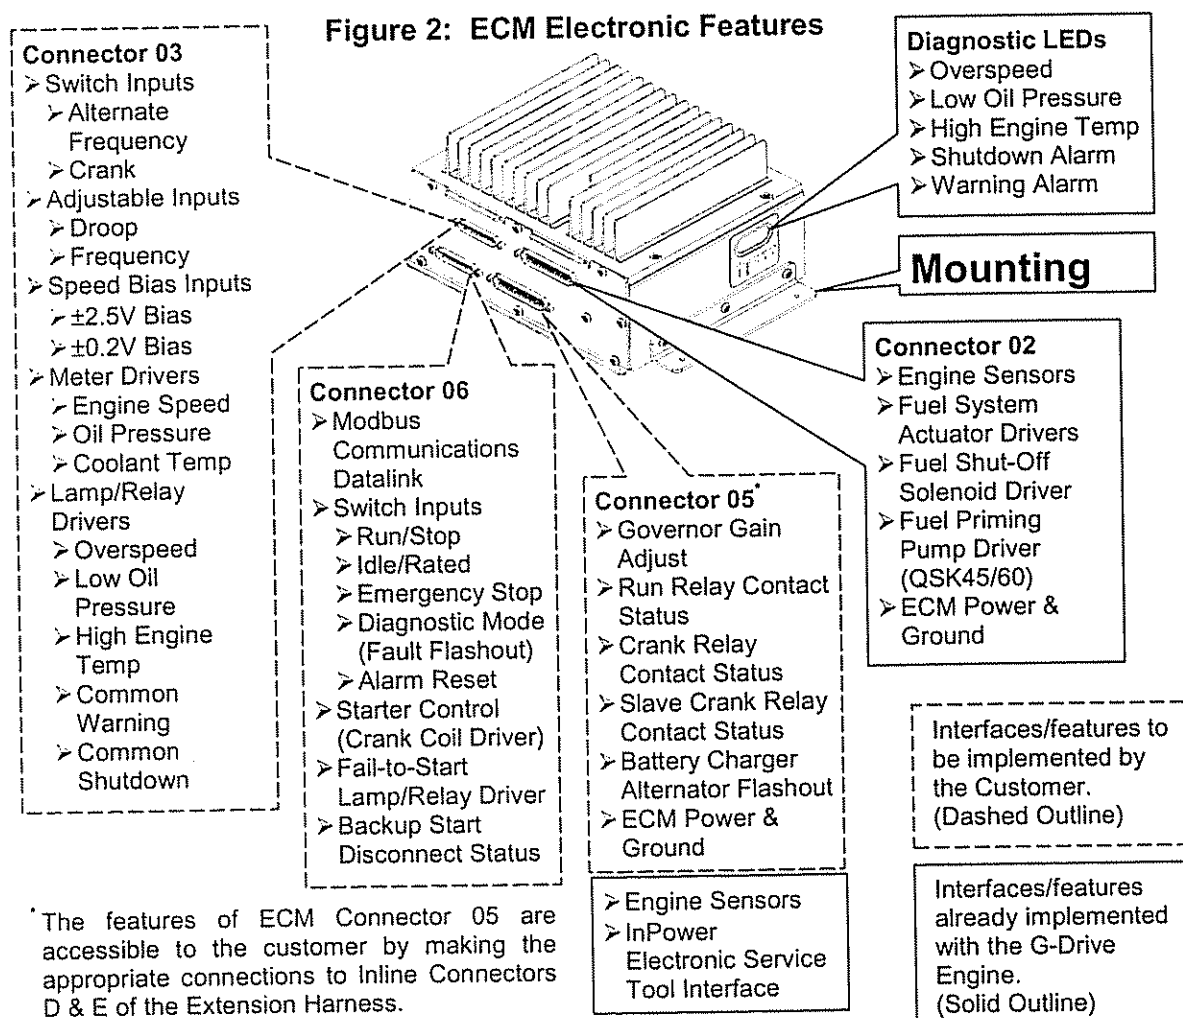 Figure 2: ECM Electronic Features
Connector 03
➢ Switch Inputs
➢ Alternate
Frequency
➢ Crank
➢ Adjustable Inputs
➢ Droop
➢ Frequency
➢ Speed Bias Inputs
➢ ±2.5V Bias
➢ ±0.2V Bias
➢ Meter Drivers
➢ Engine Speed
➢ Oil Pressure
➢ Coolant Temp
➢ Lamp/Relay
Drivers
➢ Overspeed
➢ Low Oil
Pressure
➢ High Engine
Temp
➢ Common
Warning
➢ Common
Shutdown
Connector 06
➢ Modbus
Communications
Datalink
➢ Switch Inputs
➢ Run/Stop
➢ Idle/Rated
➢ Emergency Stop
➢ Diagnostic Mode
(Fault Flashout)
➢ Alarm Reset
➢ Starter Control
(Crank Coil Driver)
➢ Fail-to-Start
Lamp/Relay Driver
➢ Backup Start
Disconnect Status
Connector 05*
➢ Governor Gain
Adjust
➢ Run Relay Contact
Status
➢ Crank Relay
Contact Status
➢ Slave Crank Relay
Contact Status
➢ Battery Charger
Alternator Flashout
➢ ECM Power &
Ground
➢ Engine Sensors
➢ InPower
Electronic Service
Tool Interface
Diagnostic LEDs
➢ Overspeed
➢ Low Oil Pressure
➢ High Engine Temp
➢ Shutdown Alarm
➢ Warning Alarm
Mounting
Connector 02
➢ Engine Sensors
➢ Fuel System
Actuator Drivers
➢ Fuel Shut-Off
Solenoid Driver
➢ Fuel Priming
Pump Driver
(QSK45/60)
➢ ECM Power &
Ground
Interfaces/features to
be implemented by
the Customer.
(Dashed Outline)
Interfaces/features
already implemented
with the G-Drive
Engine.
(Solid Outline)
* The features of ECM Connector 05 are
accessible to the customer by making the
appropriate connections to Inline Connectors
D & E of the Extension Harness.